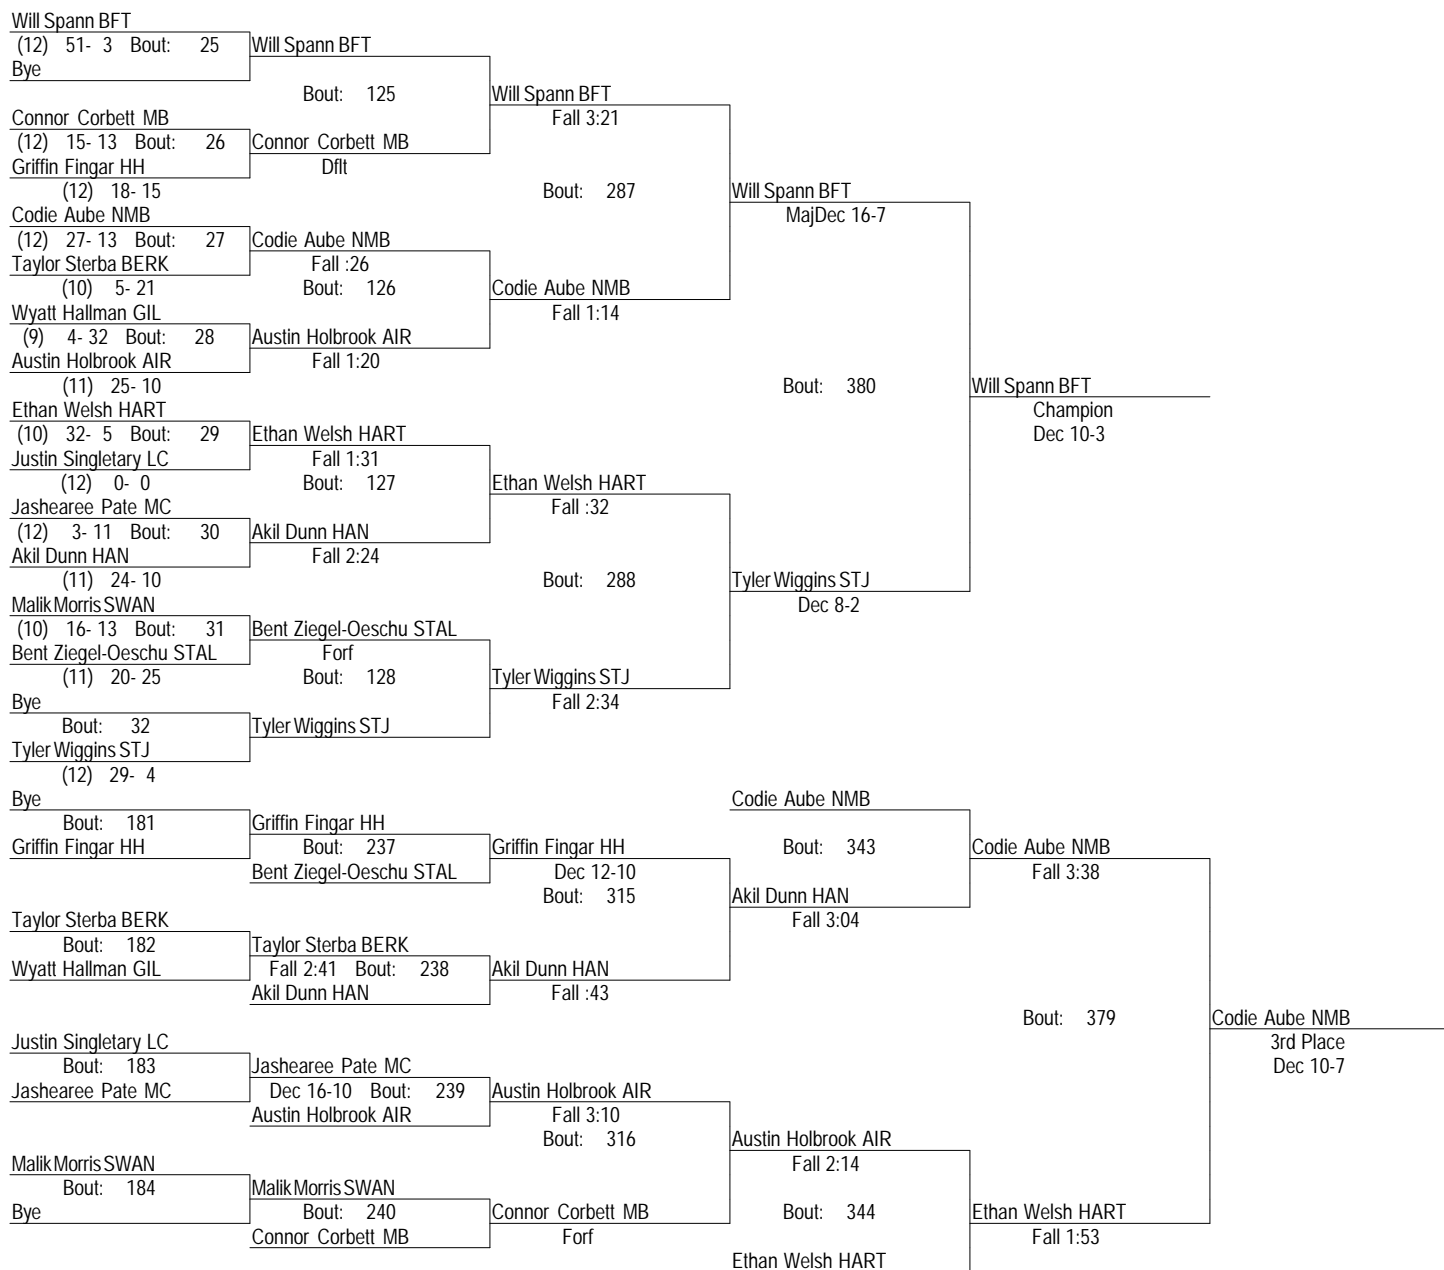 Will Spann BFT
(12) 51- 3 Bout: 25 Will Spann BFT
Bye
Bout: 125 Will Spann BFT
Connor Corbett MB Fall 3:21
(12) 15- 13 Bout: 26 Connor Corbett MB
Griffin Fingar HH Dflt
(12) 18- 15 Bout: 287 Will Spann BFT
Codie Aube NMB MajDec 16-7
(12) 27- 13 Bout: 27 Codie Aube NMB
Taylor Sterba BERK Fall :26
(10) 5- 21 Bout: 126 Codie Aube NMB
Wyatt Hallman GIL Fall 1:14
(9) 4- 32 Bout: 28 Austin Holbrook AIR
Austin Holbrook AIR Fall 1:20
(11) 25- 10 Bout: 380 Will Spann BFT
Ethan Welsh HART Champion
(10) 32- 5 Bout: 29 Ethan Welsh HART Dec 10-3
Justin Singletary LC Fall 1:31
(12) 0- 0 Bout: 127 Ethan Welsh HART
Jashearee Pate MC Fall :32
(12) 3- 11 Bout: 30 Akil Dunn HAN
Akil Dunn HAN Fall 2:24
(11) 24- 10 Bout: 288 Tyler Wiggins STJ
Malik Morris SWAN Dec 8-2
(10) 16- 13 Bout: 31 Bent Ziegel-Oeschu STAL
Bent Ziegel-Oeschu STAL Forf
(11) 20- 25 Bout: 128 Tyler Wiggins STJ
Bye Fall 2:34
Bout: 32 Tyler Wiggins STJ
Tyler Wiggins STJ
(12) 29- 4
Bye Codie Aube NMB
Bout: 181 Griffin Fingar HH
Griffin Fingar HH Bout: 237 Griffin Fingar HH Bout: 343 Codie Aube NMB
Bent Ziegel-Oeschu STAL Dec 12-10 Fall 3:38
Bout: 315 Akil Dunn HAN
Taylor Sterba BERK Fall 3:04
Bout: 182 Taylor Sterba BERK
Wyatt Hallman GIL Fall 2:41 Bout: 238 Akil Dunn HAN
Akil Dunn HAN Fall :43
Bout: 379 Codie Aube NMB
Justin Singletary LC 3rd Place
Bout: 183 Jashearee Pate MC Dec 10-7
Jashearee Pate MC Dec 16-10 Bout: 239 Austin Holbrook AIR
Austin Holbrook AIR Fall 3:10
Bout: 316 Austin Holbrook AIR
Malik Morris SWAN Fall 2:14
Bout: 184 Malik Morris SWAN
Bye Bout: 240 Connor Corbett MB Bout: 344 Ethan Welsh HART
Connor Corbett MB Forf Fall 1:53
Ethan Welsh HART